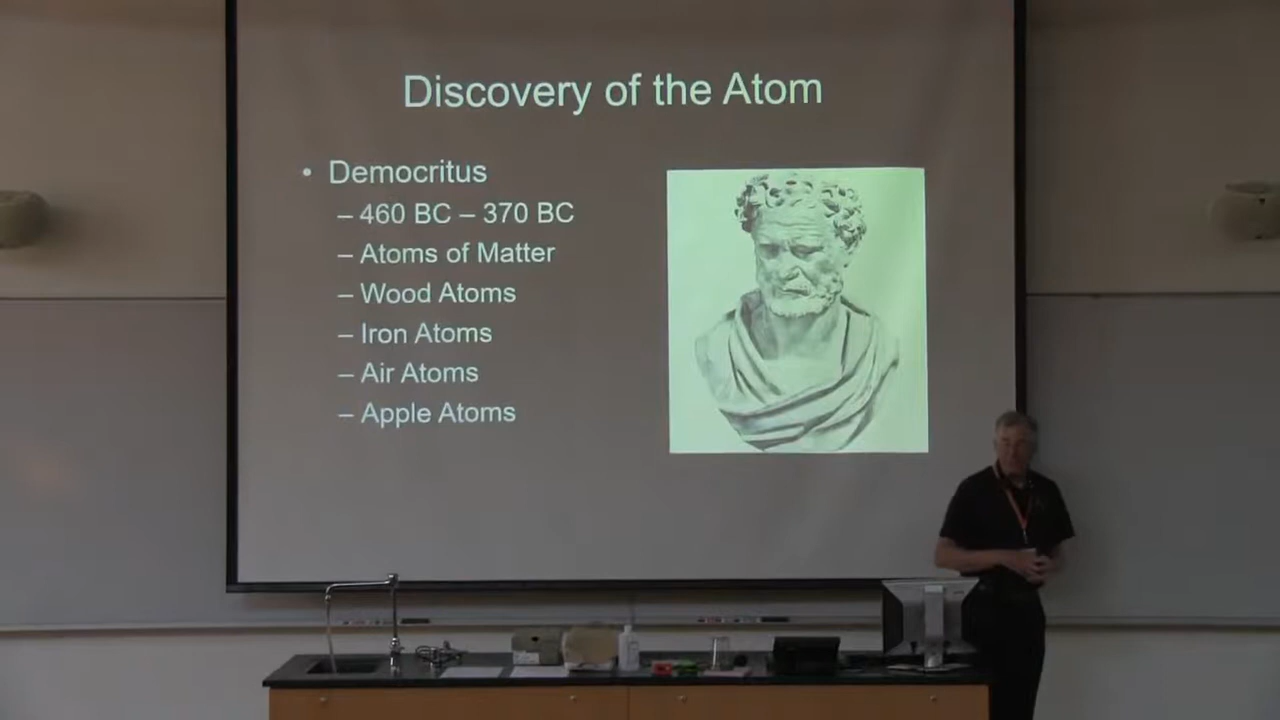 Discovery of the Atom
• Democritus
– 460 BC – 370 BC
– Atoms of Matter
– Wood Atoms
– Iron Atoms
– Air Atoms
– Apple Atoms